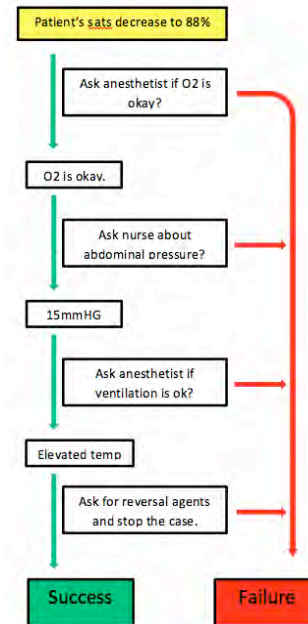 Patient's sats decrease to 88%
Ask anesthetist if O2 is
okay?
O2 is okay.
Ask nurse about
abdominal pressure?
15mmHG
Ask anesthetist if
ventilation is ok?
Elevated temp
Ask for reversal agents
and stop the case.
Success
Failure